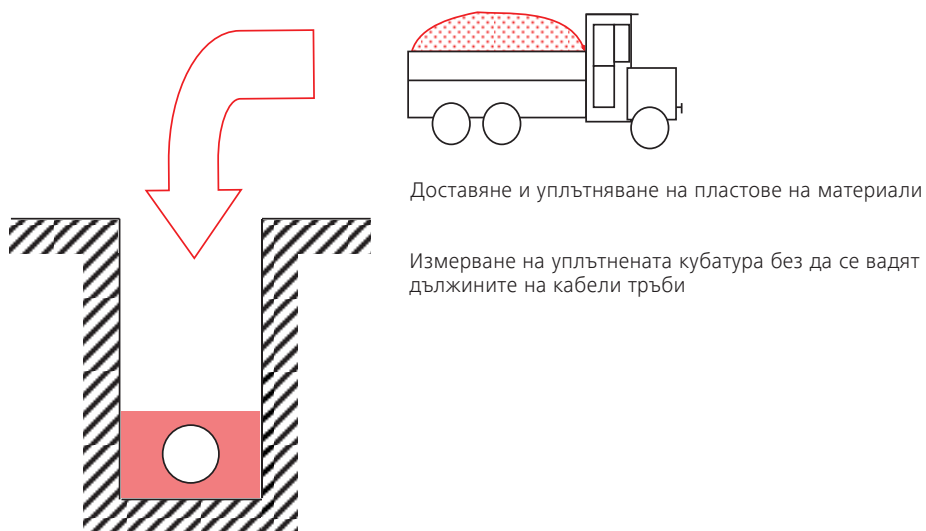 Доставяне и уплътняване на пластове на материали
Измерване на уплътнената кубатура без да се вадят
дължините на кабели тръби